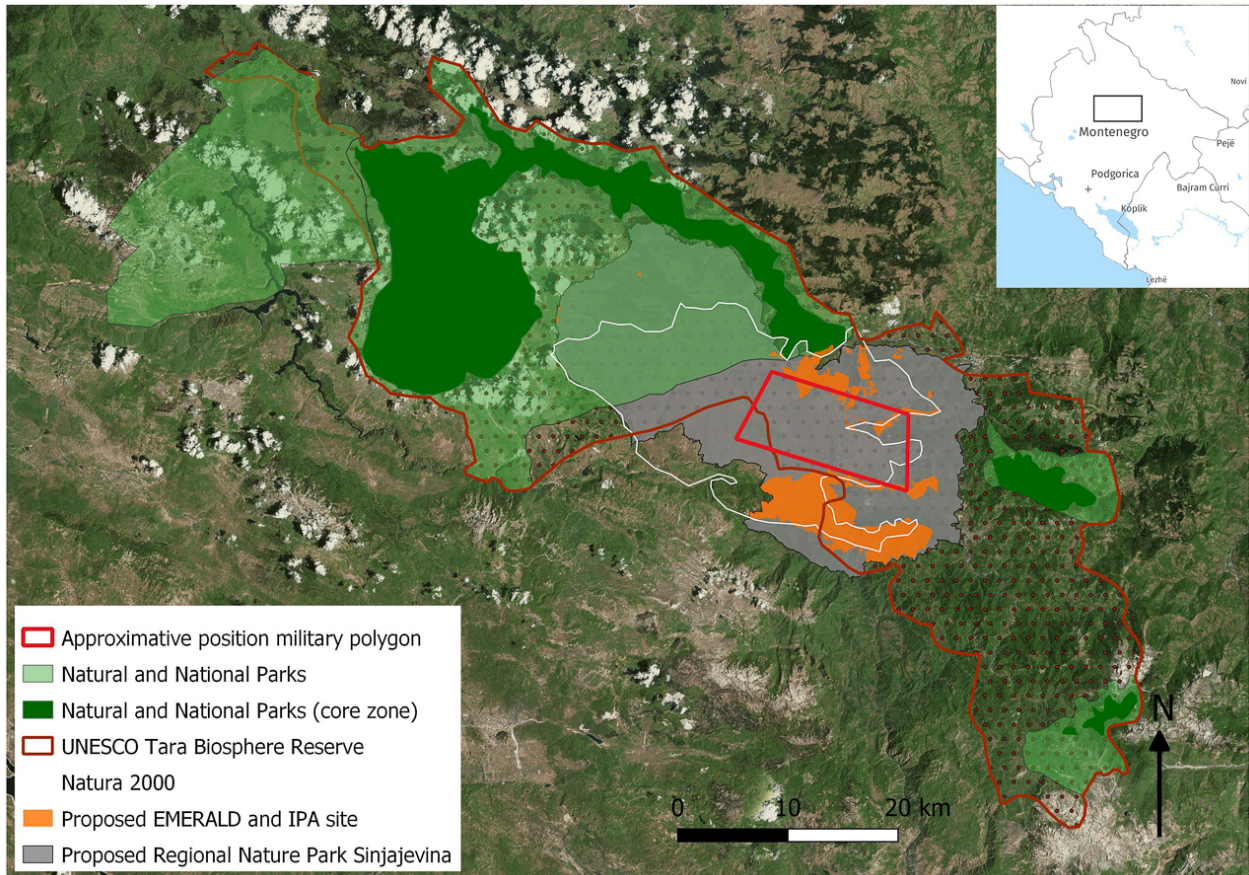 Novi
Montenegro
Pejë
Podgorica
Bajram Curri
Koplik
Lezhë
Approximative position military polygon
Natural and National Parks
Natural and National Parks (core zone)
UNESCO Tara Biosphere Reserve
Natura 2000
Proposed EMERALD and IPA site
Proposed Regional Nature Park Sinjajevina
0 10 20 km
N